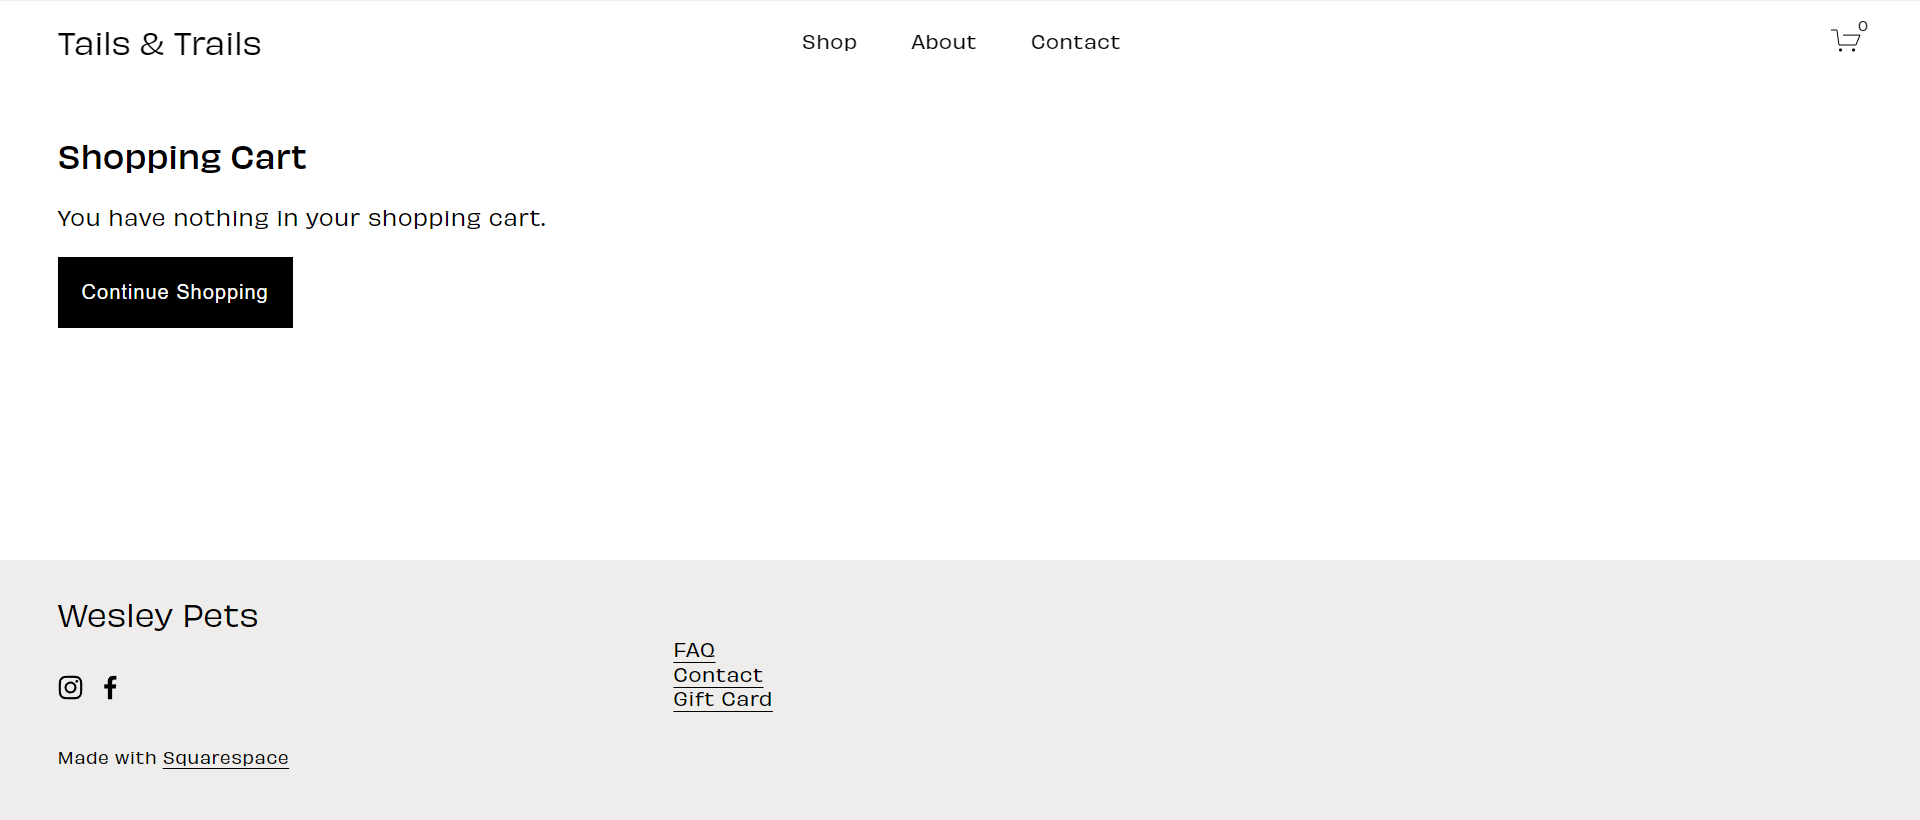 Tails & Trails
Shop
About
Contact
0
Shopping Cart
You have nothing in your shopping cart.
Continue Shopping
Wesley Pets
FAQ
Contact
Gift Card
Made with Squarespace